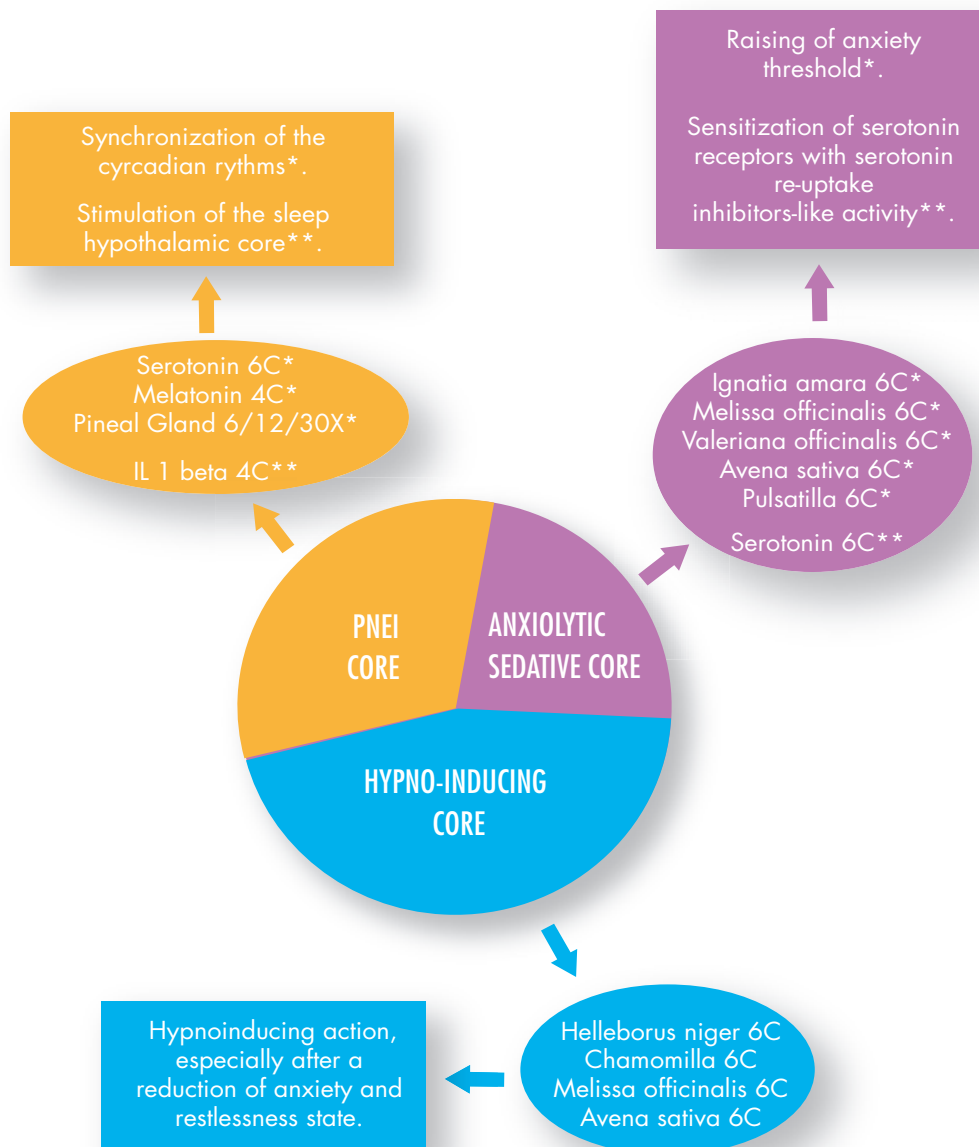 Raising of anxiety
threshold*.
Sensitization of serotonin
receptors with serotonin
re-uptake
inhibitors-like activity**.
Synchronization of the
cyrcadian rythms*.
Stimulation of the sleep
hypothalamic core**.
Serotonin 6C*
Melatonin 4C*
Pineal Gland 6/12/30X*
IL 1 beta 4C**
Ignatia amara 6C*
Melissa officinalis 6C*
Valeriana officinalis 6C*
Avena sativa 6C*
Pulsatilla 6C*
Serotonin 6C**
PNEI
CORE
ANXIOLYTIC
SEDATIVE CORE
HYPNO-INDUCING
CORE
Hypnoinducing action,
especially after a
reduction of anxiety and
restlessness state.
Helleborus niger 6C
Chamomilla 6C
Melissa officinalis 6C
Avena sativa 6C